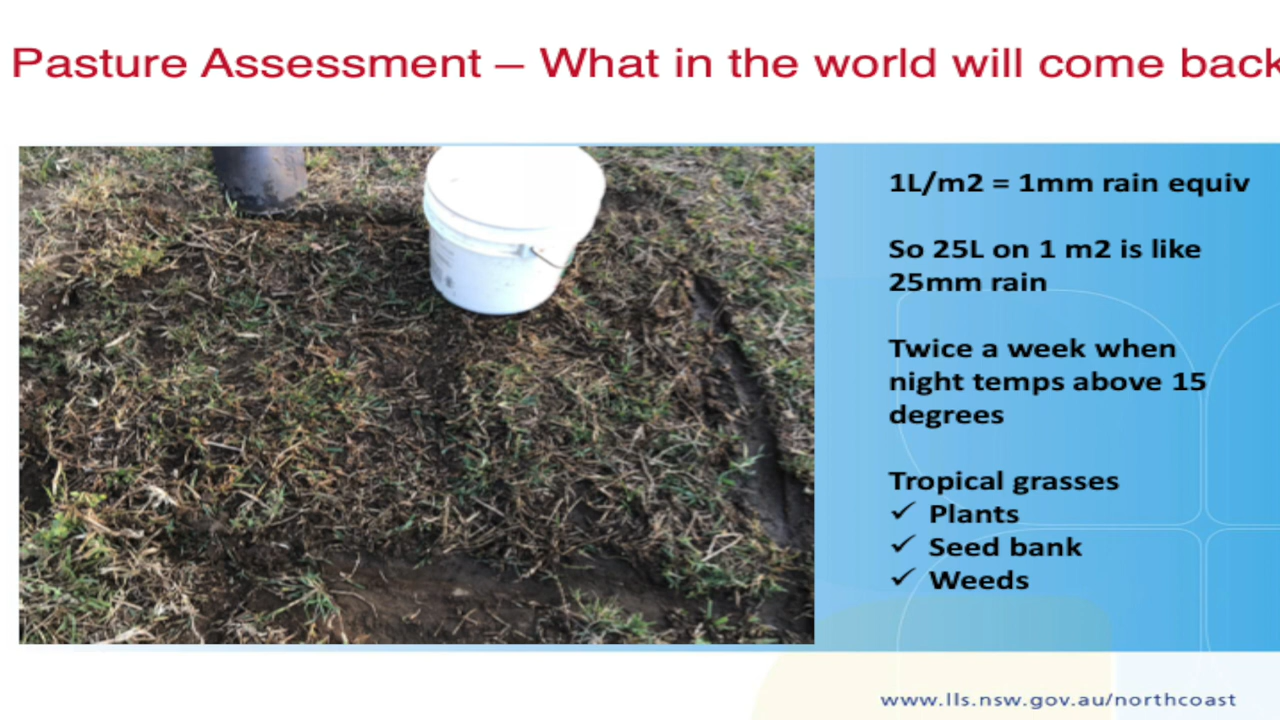 Pasture Assessment – What in the world will come back
1L/m2 = 1mm rain equiv
So 25L on 1 m2 is like
25mm rain
Twice a week when
night temps above 15
degrees
Tropical grasses
✓ Plants
✓ Seed bank
✓ Weeds
www.lls.nsw.gov.au/northcoast